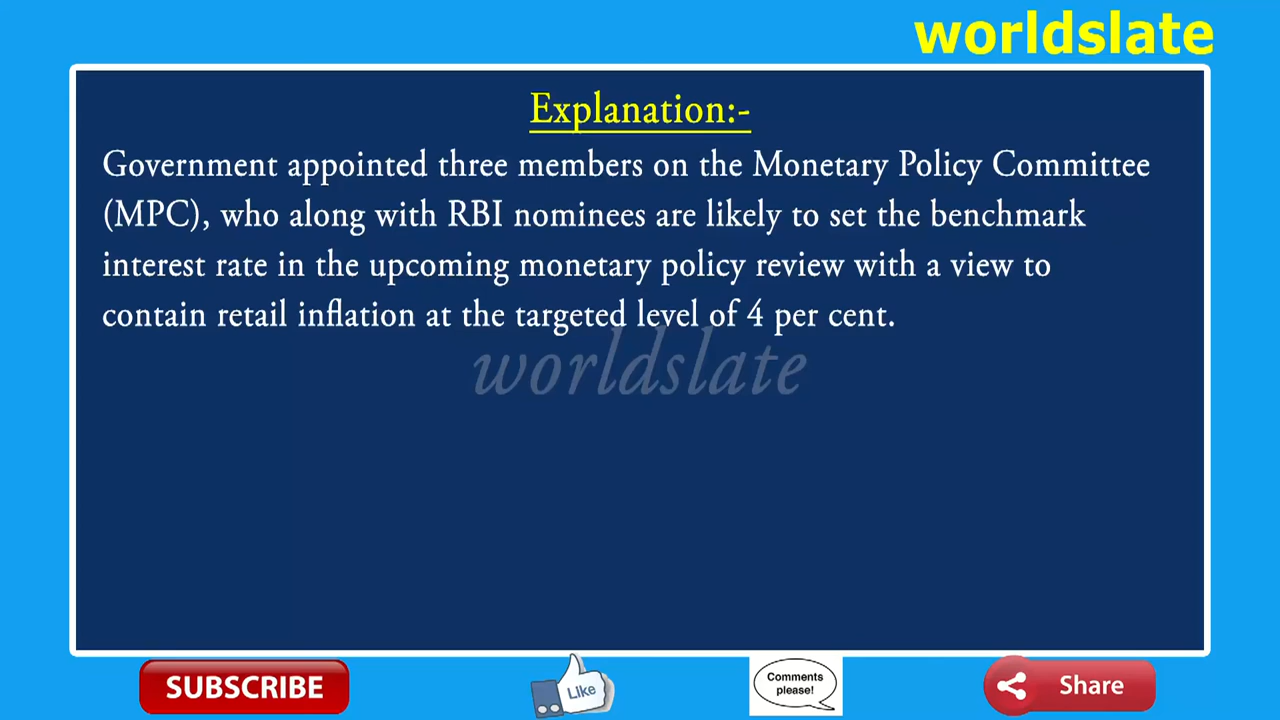 worldslate
Explanation:-
Government appointed three members on the Monetary Policy Committee
(MPC), who along with RBI nominees are likely to set the benchmark
interest rate in the upcoming monetary policy review with a view to
contain retail inflation at the targeted level of 4 per cent.
worldslate
SUBSCRIBE
Like
Comments
please!
Share